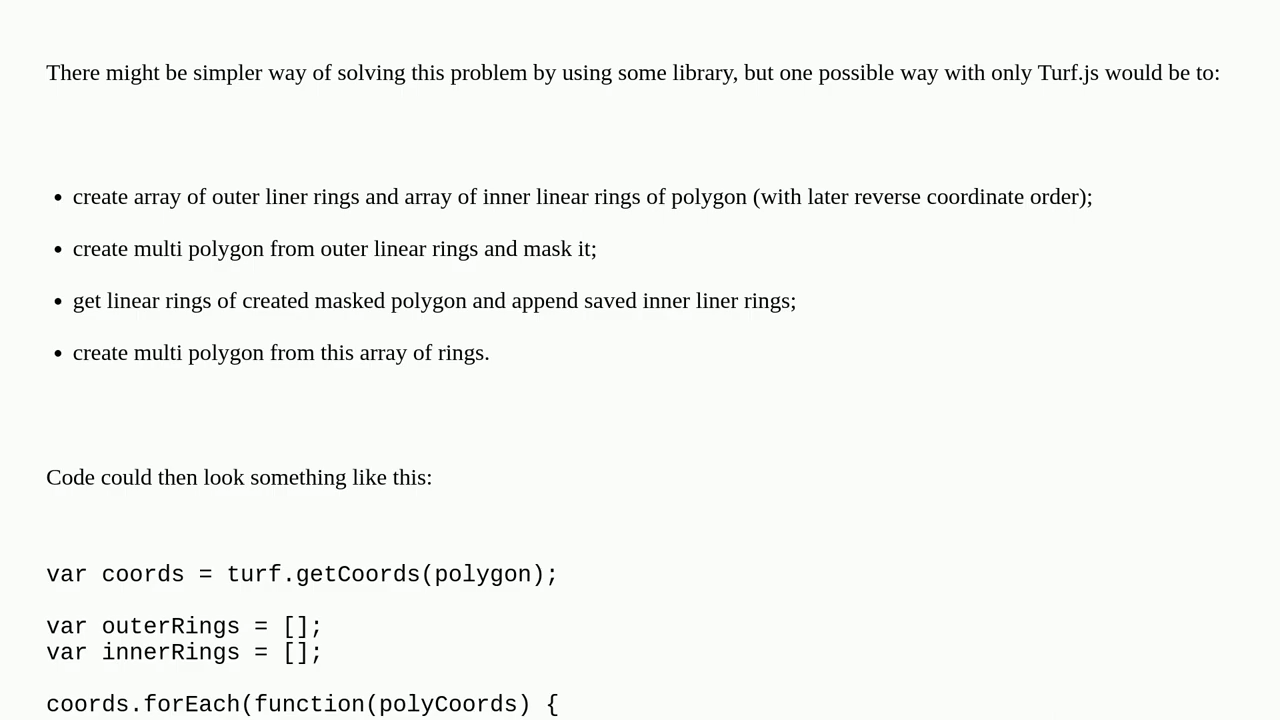 There might be simpler way of solving this problem by using some library, but one possible way with only Turf.js would be to:
• create array of outer liner rings and array of inner linear rings of polygon (with later reverse coordinate order);
• create multi polygon from outer linear rings and mask it;
• get linear rings of created masked polygon and append saved inner liner rings;
• create multi polygon from this array of rings.
Code could then look something like this:
var coords = turf.getCoords(polygon);
var outerRings = [];
var innerRings = [];
coords.forEach(function(polyCoords) {